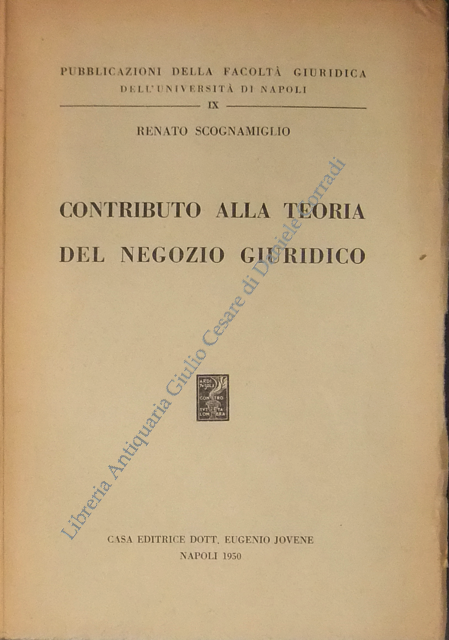 PUBBLICAZIONI DELLA FACOLTÀ GIURIDICA
DELL'UNIVERSITÀ DI NAPOLI
IX
RENATO SCOGNAMIGLIO
CONTRIBUTO ALLA TEORIA
DEL NEGOZIO GIURIDICO
Libreria Antiquaria Giulio Cesare di Daniele Corradi
CASA EDITRICE DOTT. EUGENIO JOVENE
NAPOLI 1950